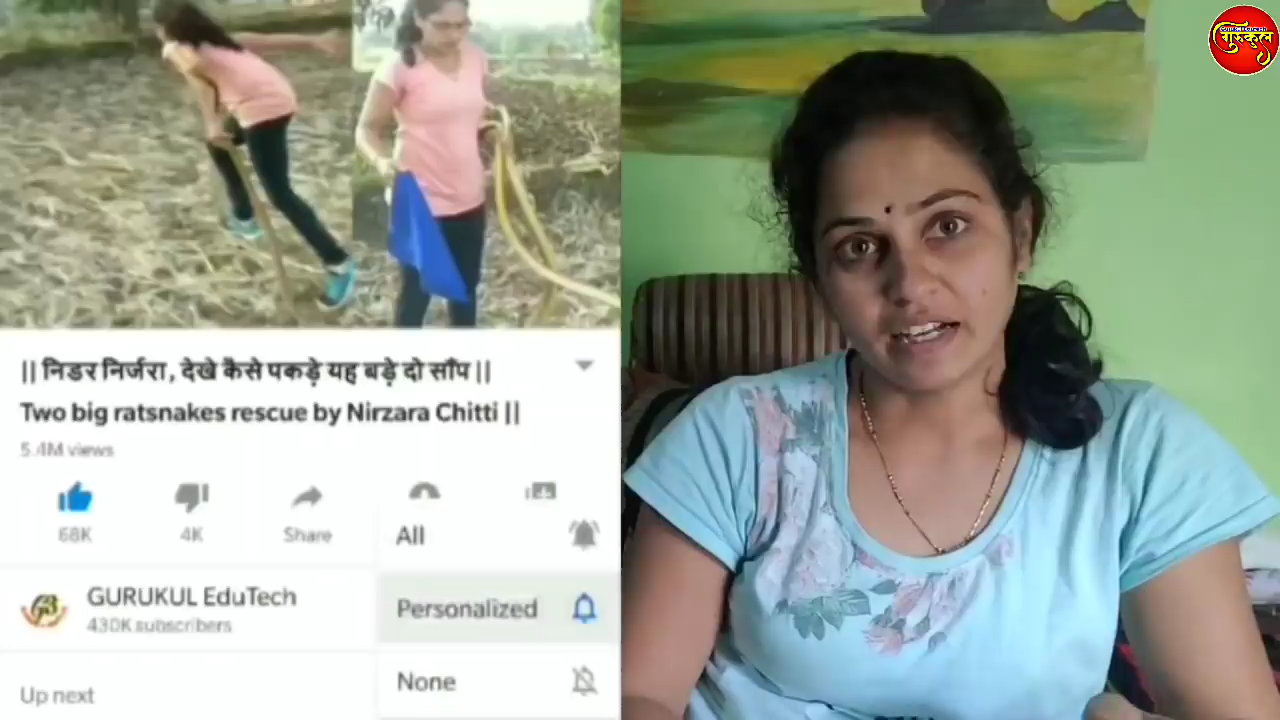 गुरुकुल
|| निडर निर्जरा, देखे कैसे पकड़े यह बड़े दो साँप ||
Two big ratsnakes rescue by Nirzara Chitti ||
5.4M views
68K
4K
Share
All
GURUKUL EduTech
430K subscribers
Personalized
None
Up next